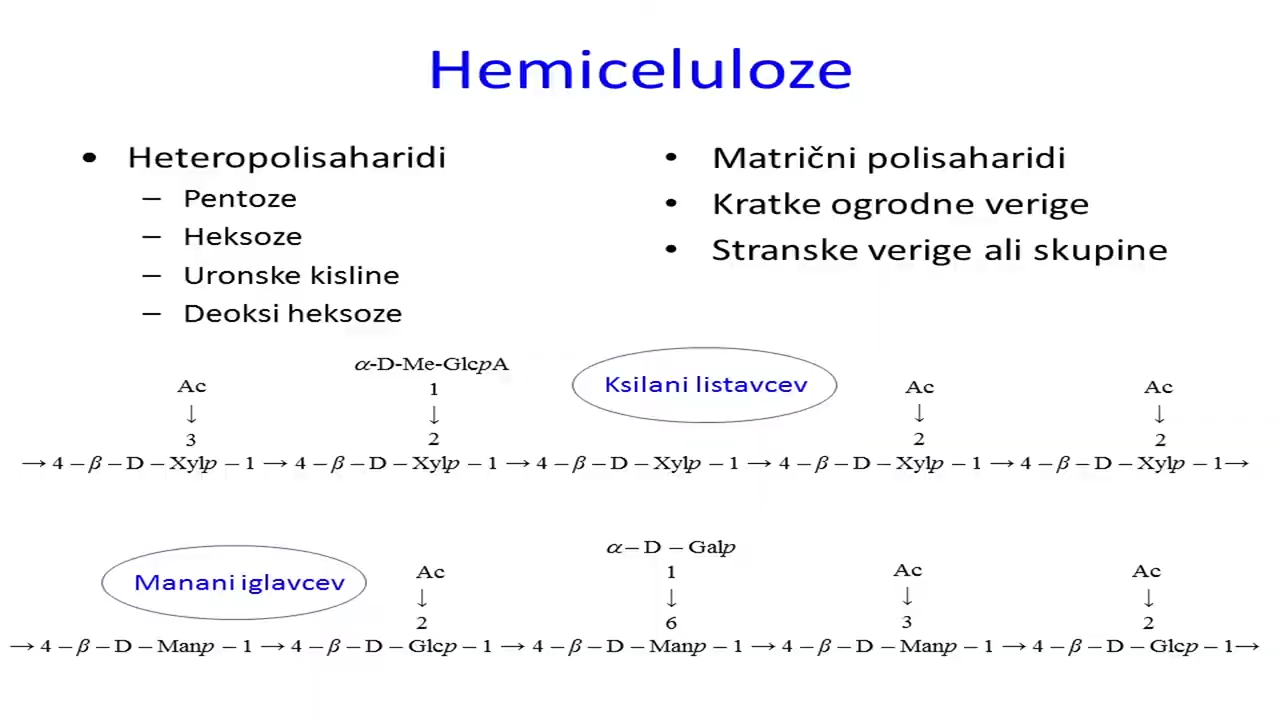 Hemiceluloze
• Heteropolisaharidi
– Pentoze
– Heksoze
– Uronske kisline
– Deoksi heksoze
• Matrični polisaharidi
• Kratke ogrodne verige
• Stranske verige ali skupine
Ksilani listavcev
α-D-Me-GlcpA
Ac 1 Ac Ac
↓ ↓ ↓ ↓
3 2 2 2
→ 4 – β – D – Xylp – 1 → 4 – β – D – Xylp – 1 → 4 – β – D – Xylp – 1 → 4 – β – D – Xylp – 1 → 4 – β – D – Xylp – 1 →
Manani iglavcev
α – D – Galp
Ac 1 Ac Ac
↓ ↓ ↓ ↓
2 6 3 2
→ 4 – β – D – Manp – 1 → 4 – β – D – Glcp – 1 → 4 – β – D – Manp – 1 → 4 – β – D – Manp – 1 → 4 – β – D – Glcp – 1 →